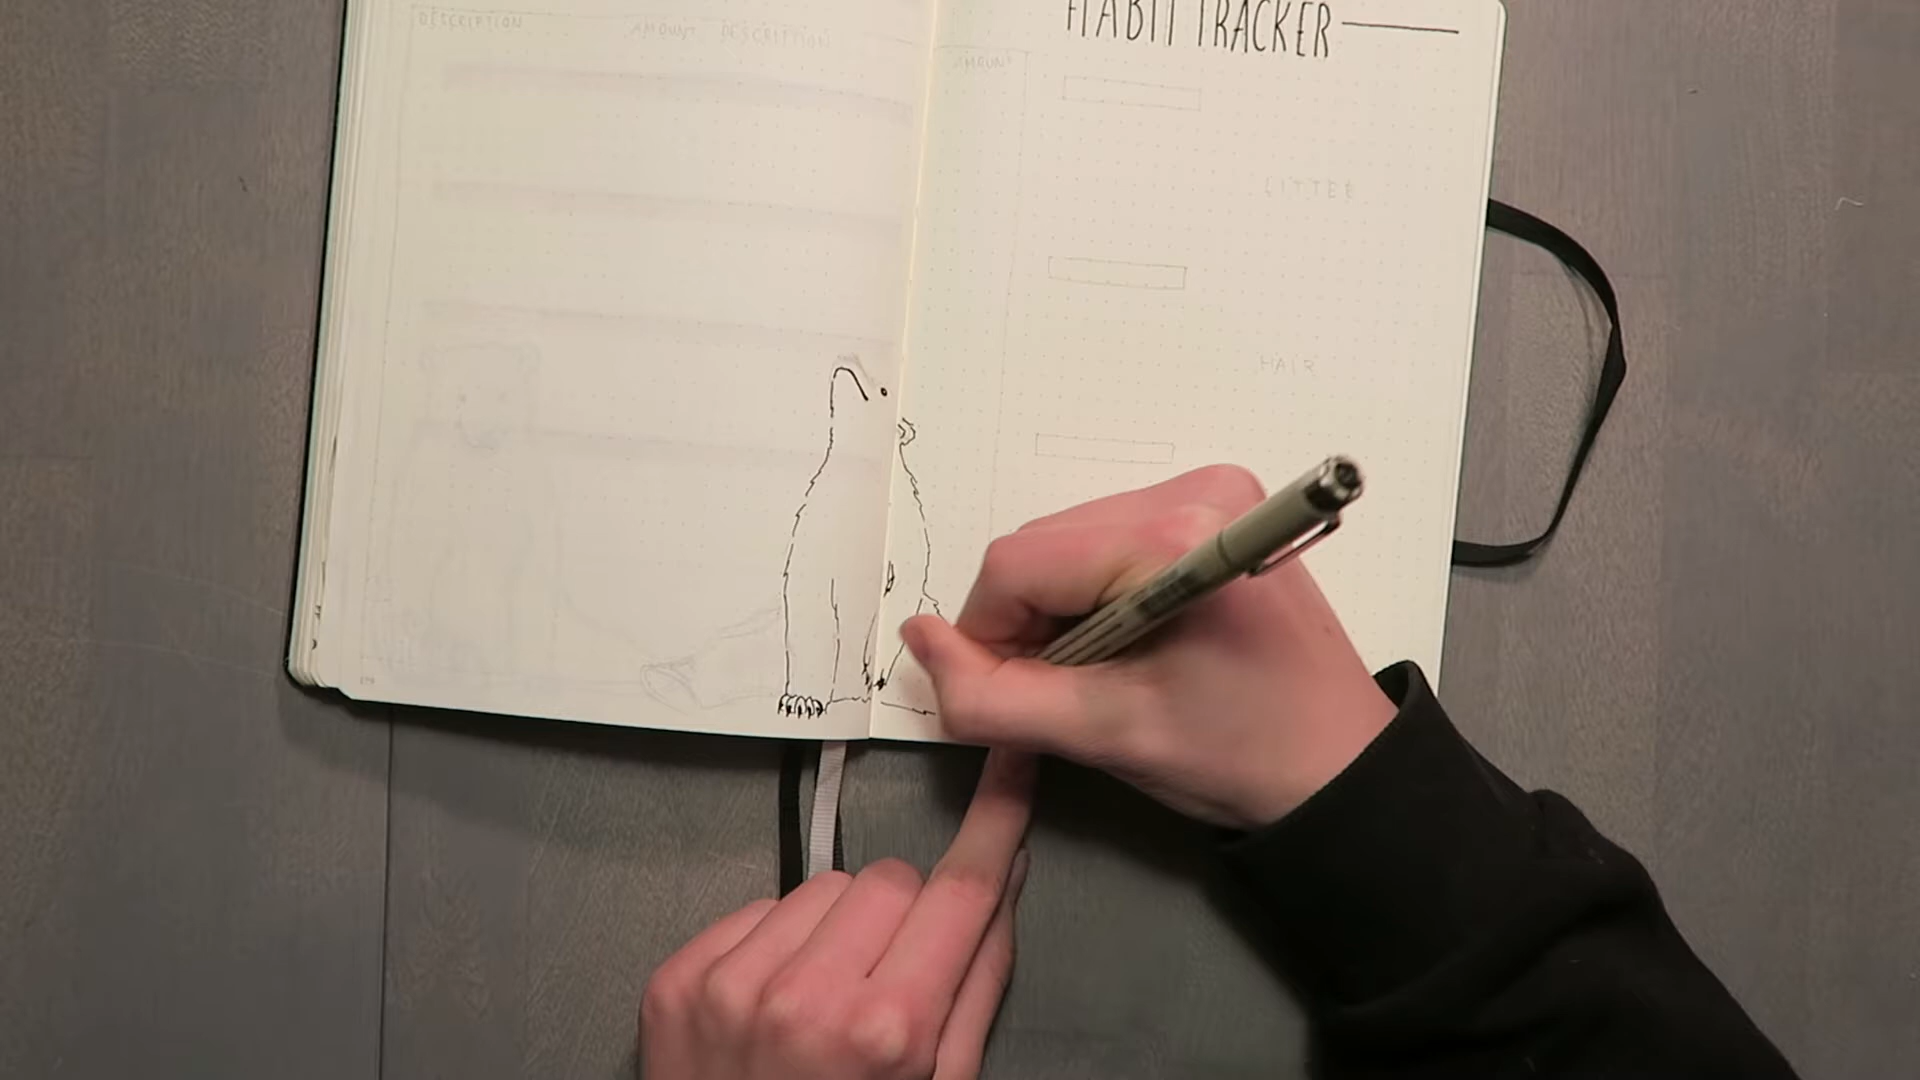 DESCRIPTION
AMOUNT DESCRIPTION
HABIT TRACKER
AMOUNT
LITTER
HAIR